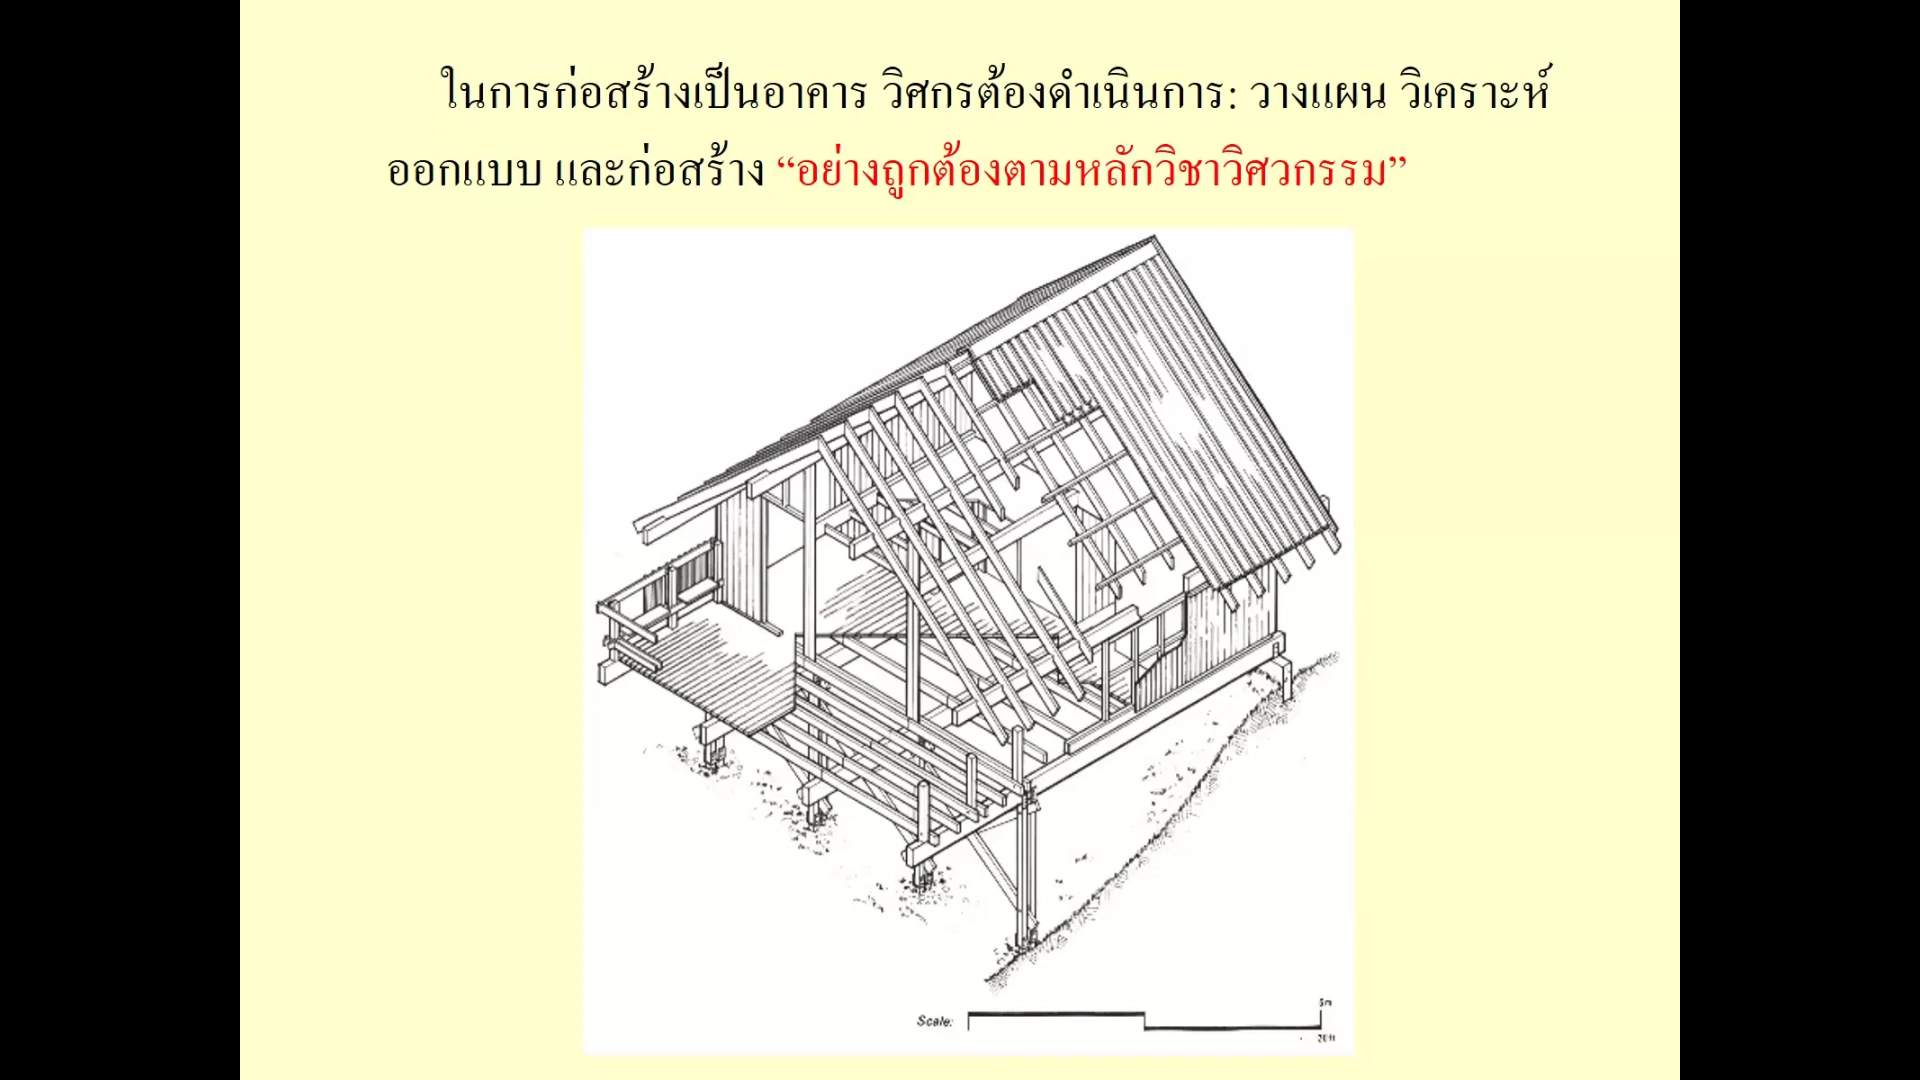 ในการก่อสร้างเป็นอาคาร วิศกรต้องดำเนินการ: วางแผน วิเคราะห์
ออกแบบ และก่อสร้าง “อย่างถูกต้องตามหลักวิชาวิศวกรรม”
5m
Scale:
20ft